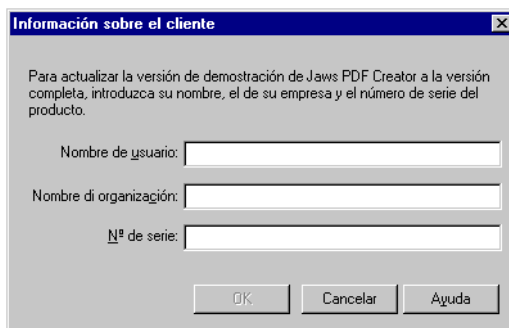 Información sobre el cliente
Para actualizar la versión de demostración de Jaws PDF Creator a la versión
completa, introduzca su nombre, el de su empresa y el número de serie del
producto.
Nombre de usuario:
Nombre di organización:
Nº de serie:
OK Cancelar Ayuda